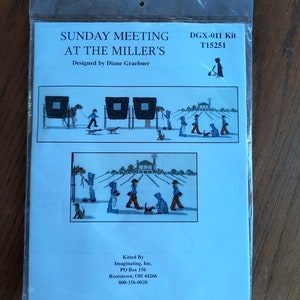 SUNDAY MEETING
AT THE MILLER'S
Designed by Diane Graebner
DGX-011 Kit
T15251
Kitted By
Imaginating, Inc.
PO Box 156
Rootstown, OH 44266
800-356-0020